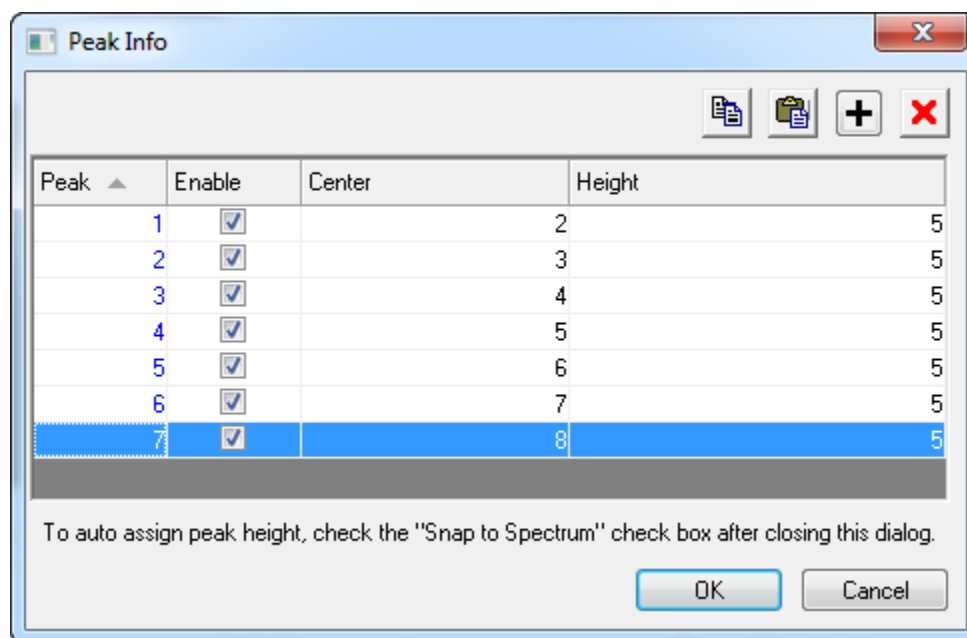 Peak Info
Peak Enable Center Height
1 2 5
2 3 5
3 4 5
4 5 5
5 6 5
6 7 5
7 8 5
To auto assign peak height, check the "Snap to Spectrum" check box after closing this dialog.
OK Cancel